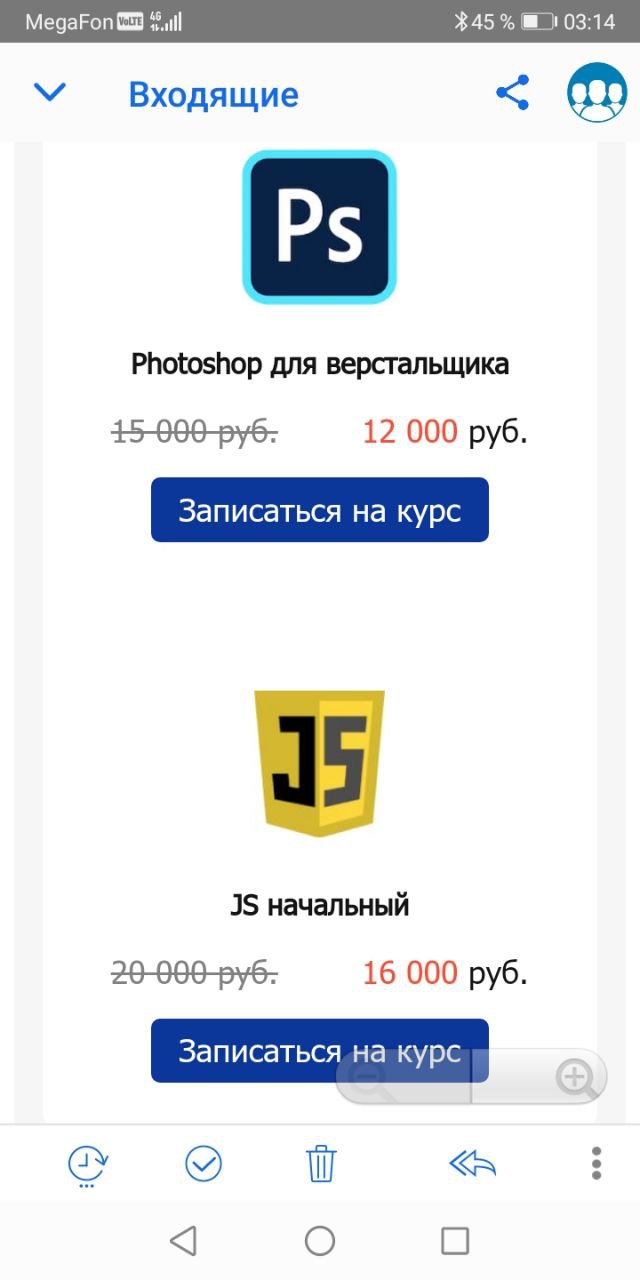 MegaFon VoLTE 4G 45 % 03:14
Входящие
Ps
Photoshop для верстальщика
15 000 руб. 12 000 руб.
Записаться на курс
JS
JS начальный
20 000 руб. 16 000 руб.
Записаться на курс